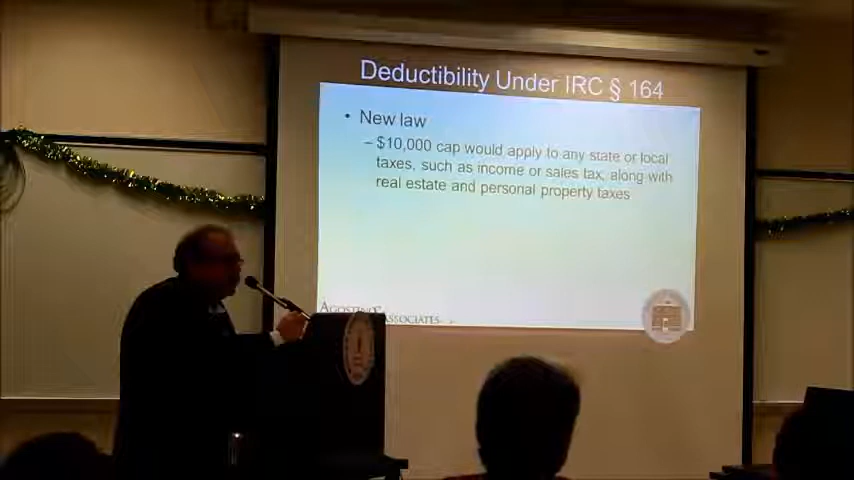 Deductibility Under IRC § 164
• New law
– $10,000 cap would apply to any state or local
taxes, such as income or sales tax, along with
real estate and personal property taxes
ASSOCIATES